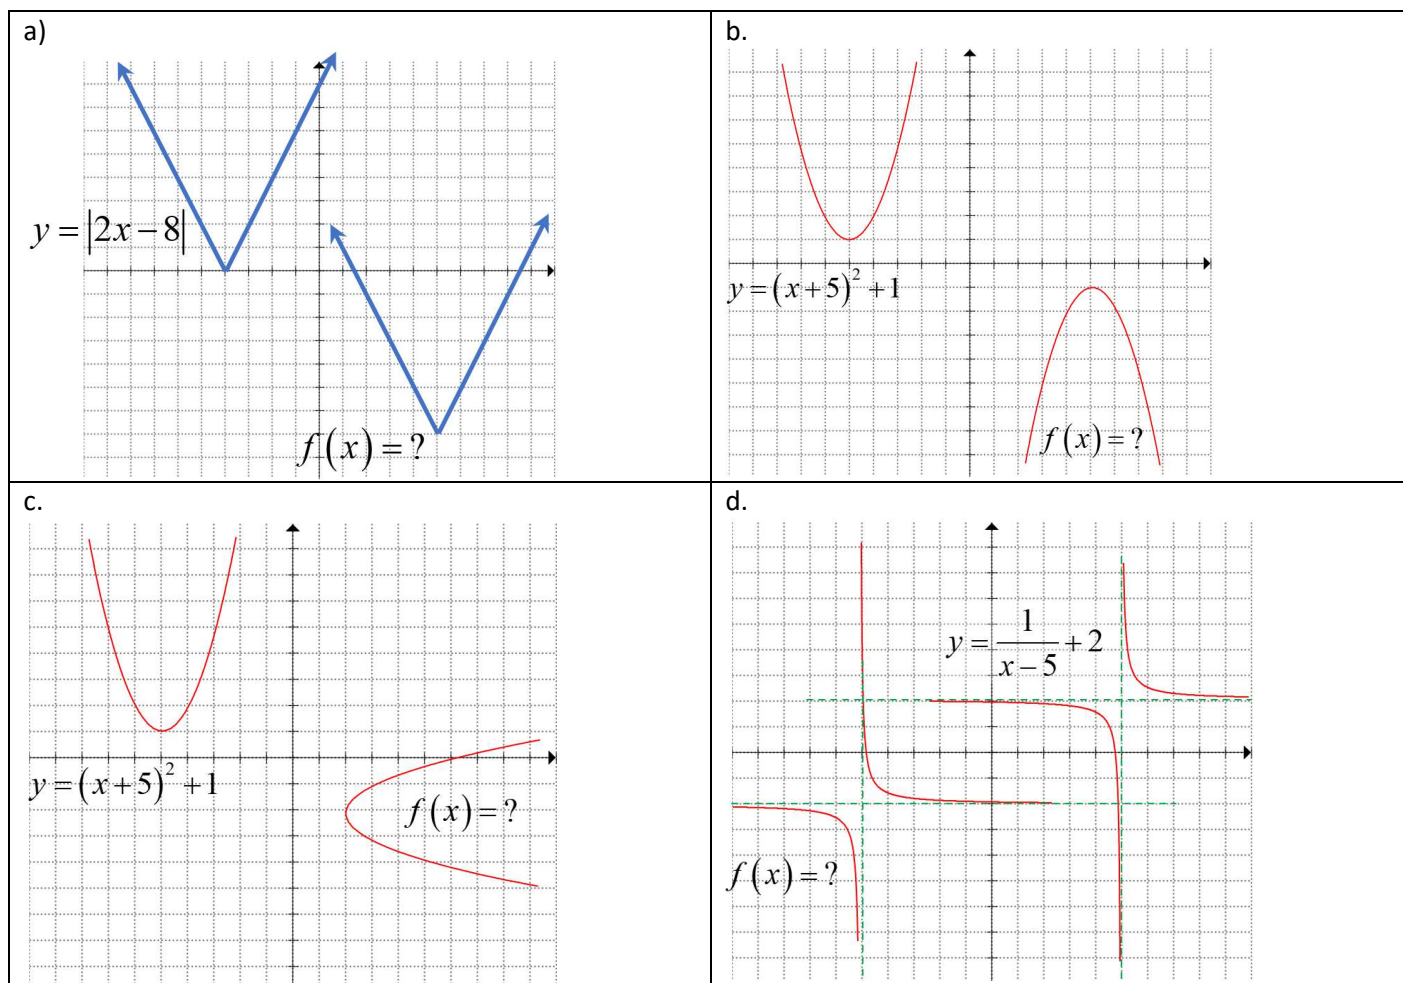 a)
y = |2x − 8|
f(x) = ?
b.
y = (x+5)² + 1
f(x) = ?
c.
y = (x+5)² + 1
f(x) = ?
d.
y = 1/(x − 5) + 2
f(x) = ?